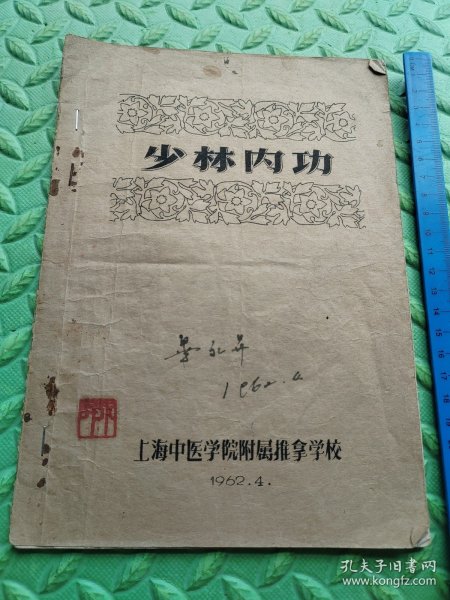 少林内功
1962.4
上海中医学院附属推拿学校
1962.4.
孔夫子旧书网
www.kongfz.com